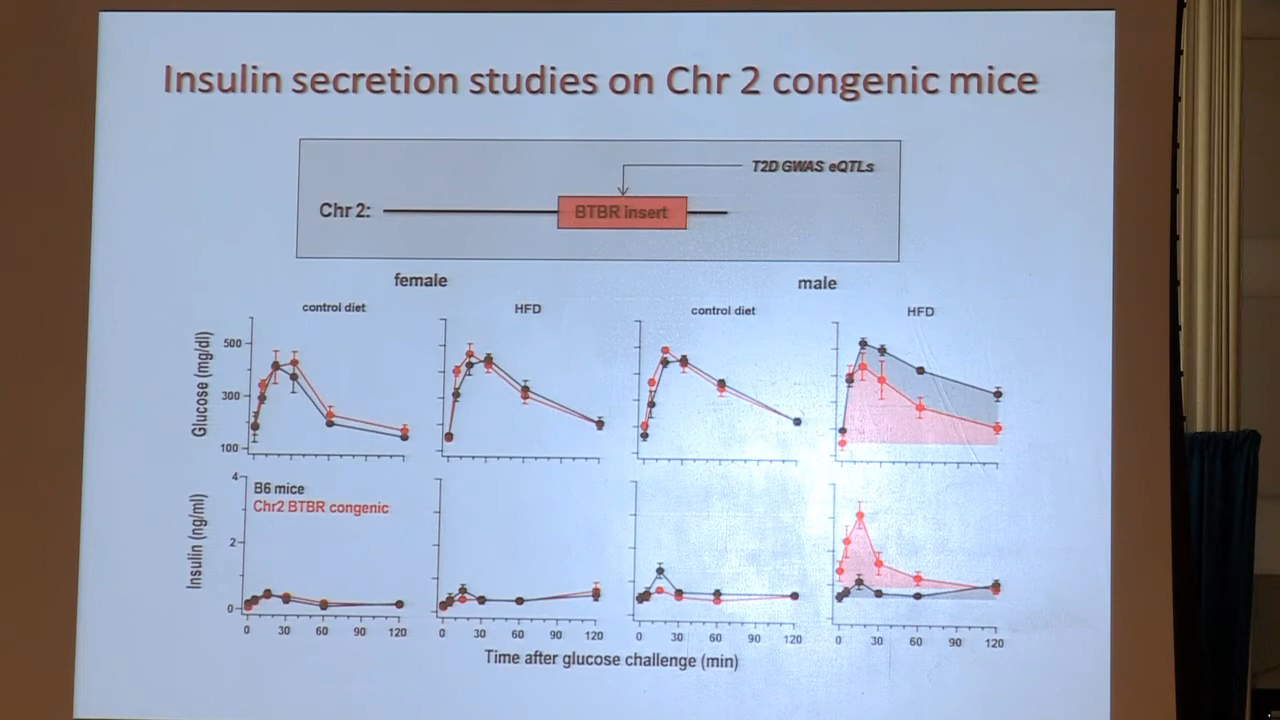 Insulin secretion studies on Chr 2 congenic mice
T2D GWAS eQTLs
Chr 2:
BTBR insert
female
male
control diet
HFD
control diet
HFD
Glucose (mg/dl)
500
300
100
Insulin (ng/ml)
4
2
0
B6 mice
Chr2 BTBR congenic
0 30 60 90 120
0 30 60 90 120
0 30 60 90 120
0 30 60 90 120
Time after glucose challenge (min)